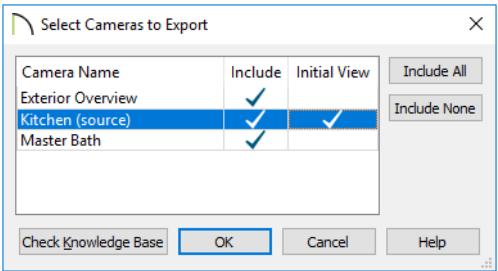 Select Cameras to Export
Camera Name Include Initial View
Exterior Overview
Kitchen (source)
Master Bath
Include All
Include None
Check Knowledge Base OK Cancel Help